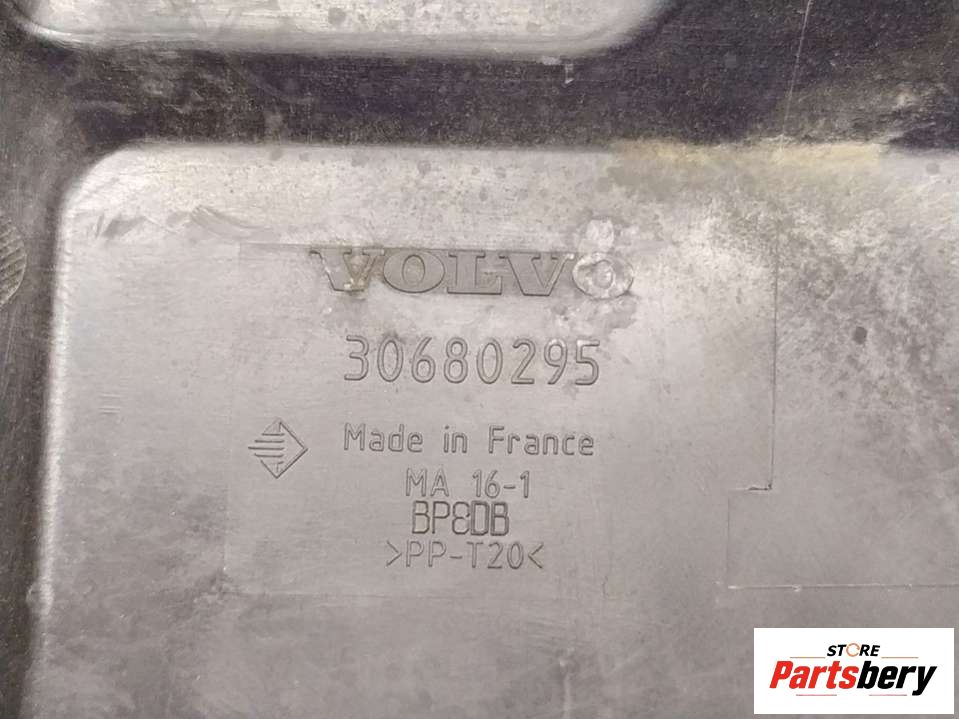 VOLVO
30680295
Made in France
MA 16-1
BP8DB
>PP-T20<
STORE
Partsbery